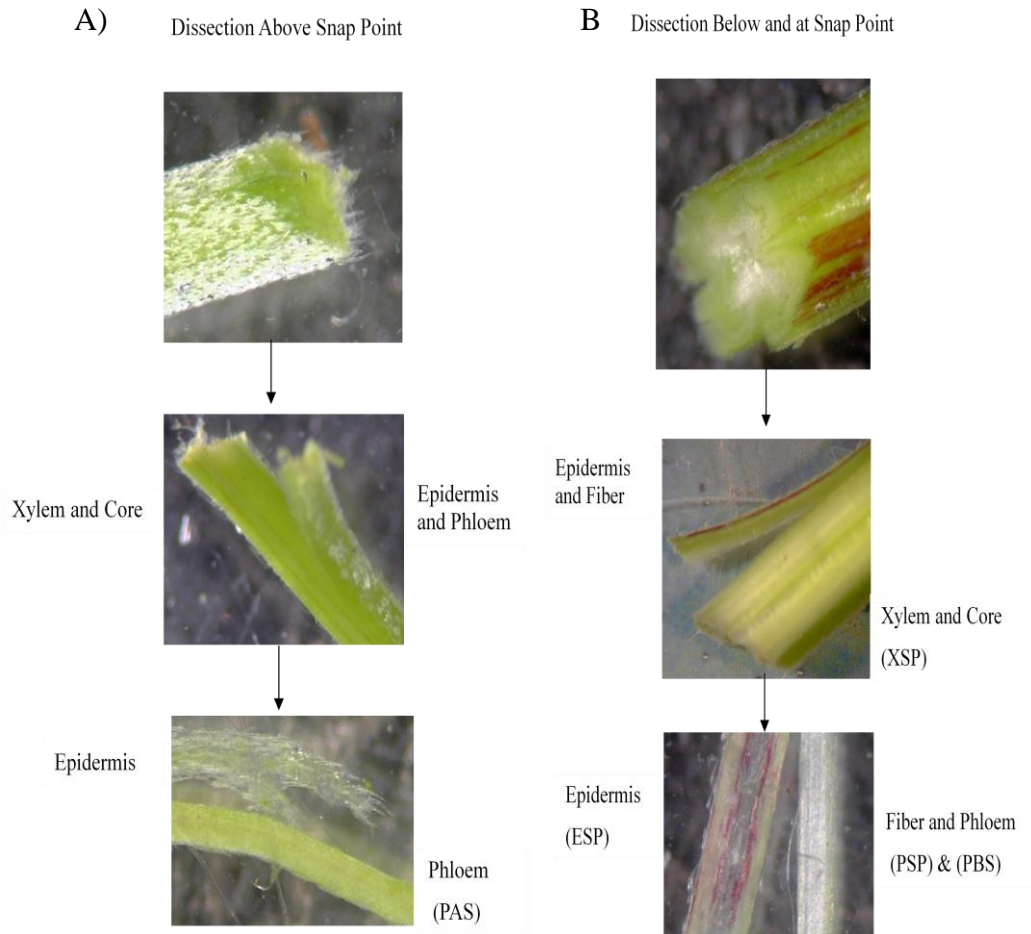 A)
Dissection Above Snap Point
B
Dissection Below and at Snap Point
Xylem and Core
Epidermis
and Phloem
Epidermis
Phloem
(PAS)
Epidermis
and Fiber
Xylem and Core
(XSP)
Epidermis
(ESP)
Fiber and Phloem
(PSP) & (PBS)